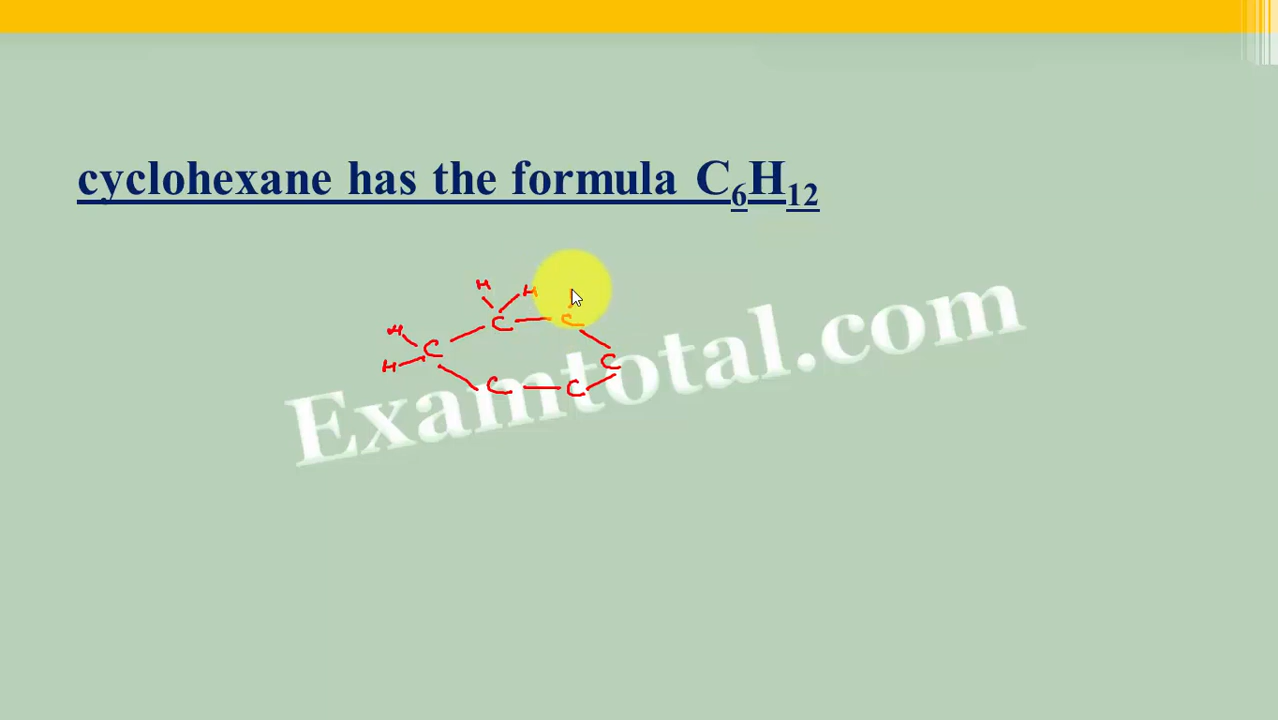 cyclohexane has the formula C₆H₁₂
H H
H C C C
H C C C
Examtotal.com